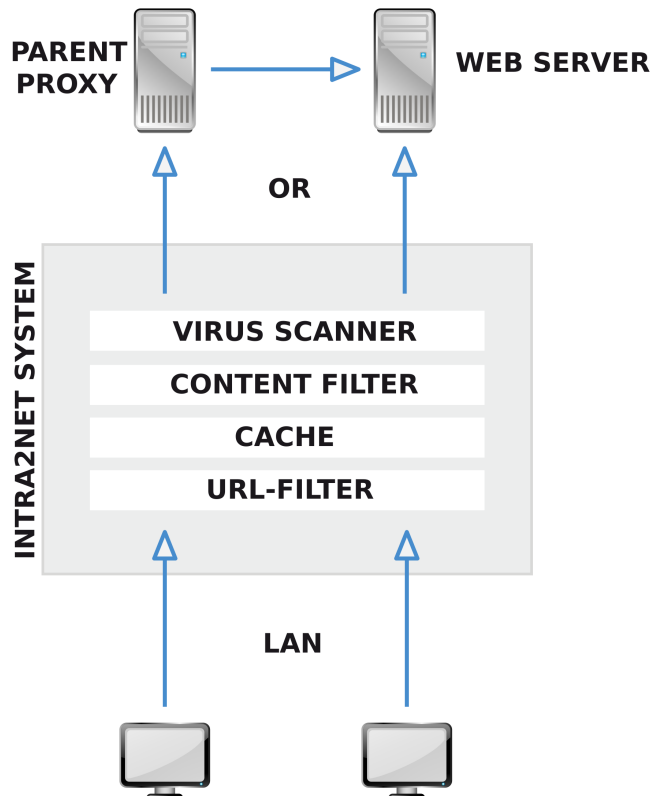 PARENT
PROXY
WEB SERVER
OR
INTRA2NET SYSTEM
VIRUS SCANNER
CONTENT FILTER
CACHE
URL-FILTER
LAN